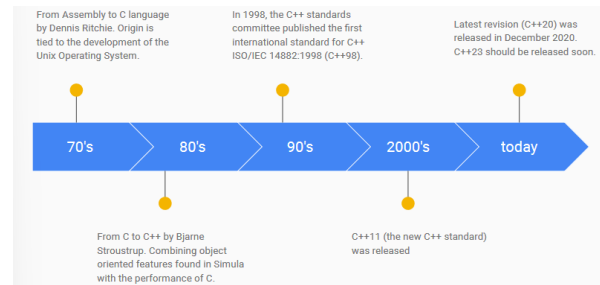 From Assembly to C language
by Dennis Ritchie. Origin is
tied to the development of the
Unix Operating System.
In 1998, the C++ standards
committee published the first
international standard for C++
ISO/IEC 14882:1998 (C++98).
Latest revision (C++20) was
released in December 2020.
C++23 should be released soon.
70's
80's
90's
2000's
today
From C to C++ by Bjarne
Stroustrup. Combining object
oriented features found in Simula
with the performance of C.
C++11 (the new C++ standard)
was released